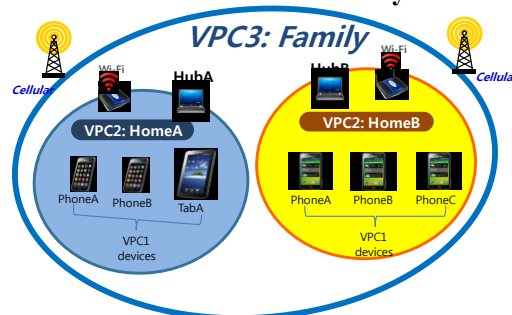 VPC3: Family
Cellular
Wi-Fi
HubA
HubB
Wi-Fi
Cellular
VPC2: HomeA
VPC2: HomeB
PhoneA
PhoneB
TabA
PhoneA
PhoneB
PhoneC
VPC1
devices
VPC1
devices